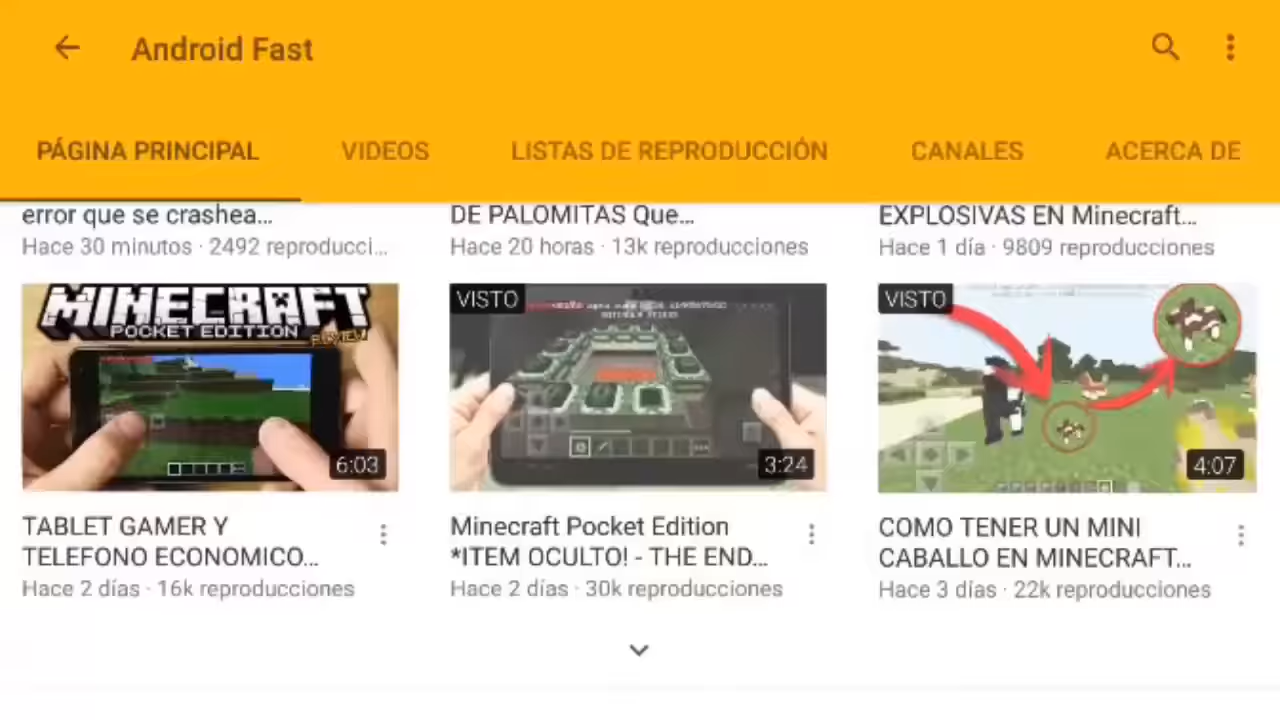 Android Fast
PÁGINA PRINCIPAL VIDEOS LISTAS DE REPRODUCCIÓN CANALES ACERCA DE
error que se crashea... DE PALOMITAS Que... EXPLOSIVAS EN Minecraft...
Hace 30 minutos · 2492 reproducci... Hace 20 horas · 13k reproducciones Hace 1 día · 9809 reproducciones
MINECRAFT
POCKET EDITION
REVIEW
6:03
VISTO
3:24
VISTO
4:07
TABLET GAMER Y
TELEFONO ECONOMICO...
Hace 2 días · 16k reproducciones
Minecraft Pocket Edition
*ITEM OCULTO! - THE END...
Hace 2 días · 30k reproducciones
COMO TENER UN MINI
CABALLO EN MINECRAFT...
Hace 3 días · 22k reproducciones